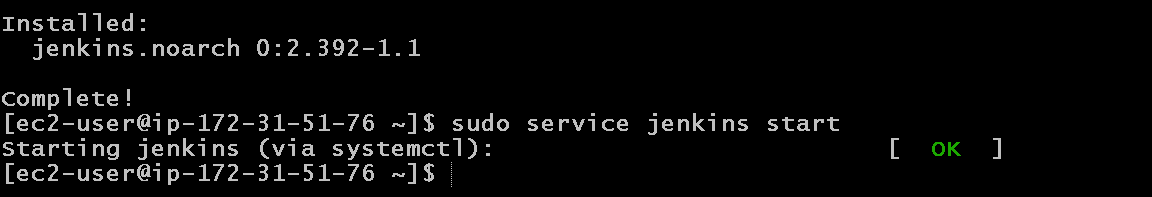 Installed:
  jenkins.noarch 0:2.392-1.1
Complete!
[ec2-user@ip-172-31-51-76 ~]$ sudo service jenkins start
Starting jenkins (via systemctl):                          [  OK  ]
[ec2-user@ip-172-31-51-76 ~]$